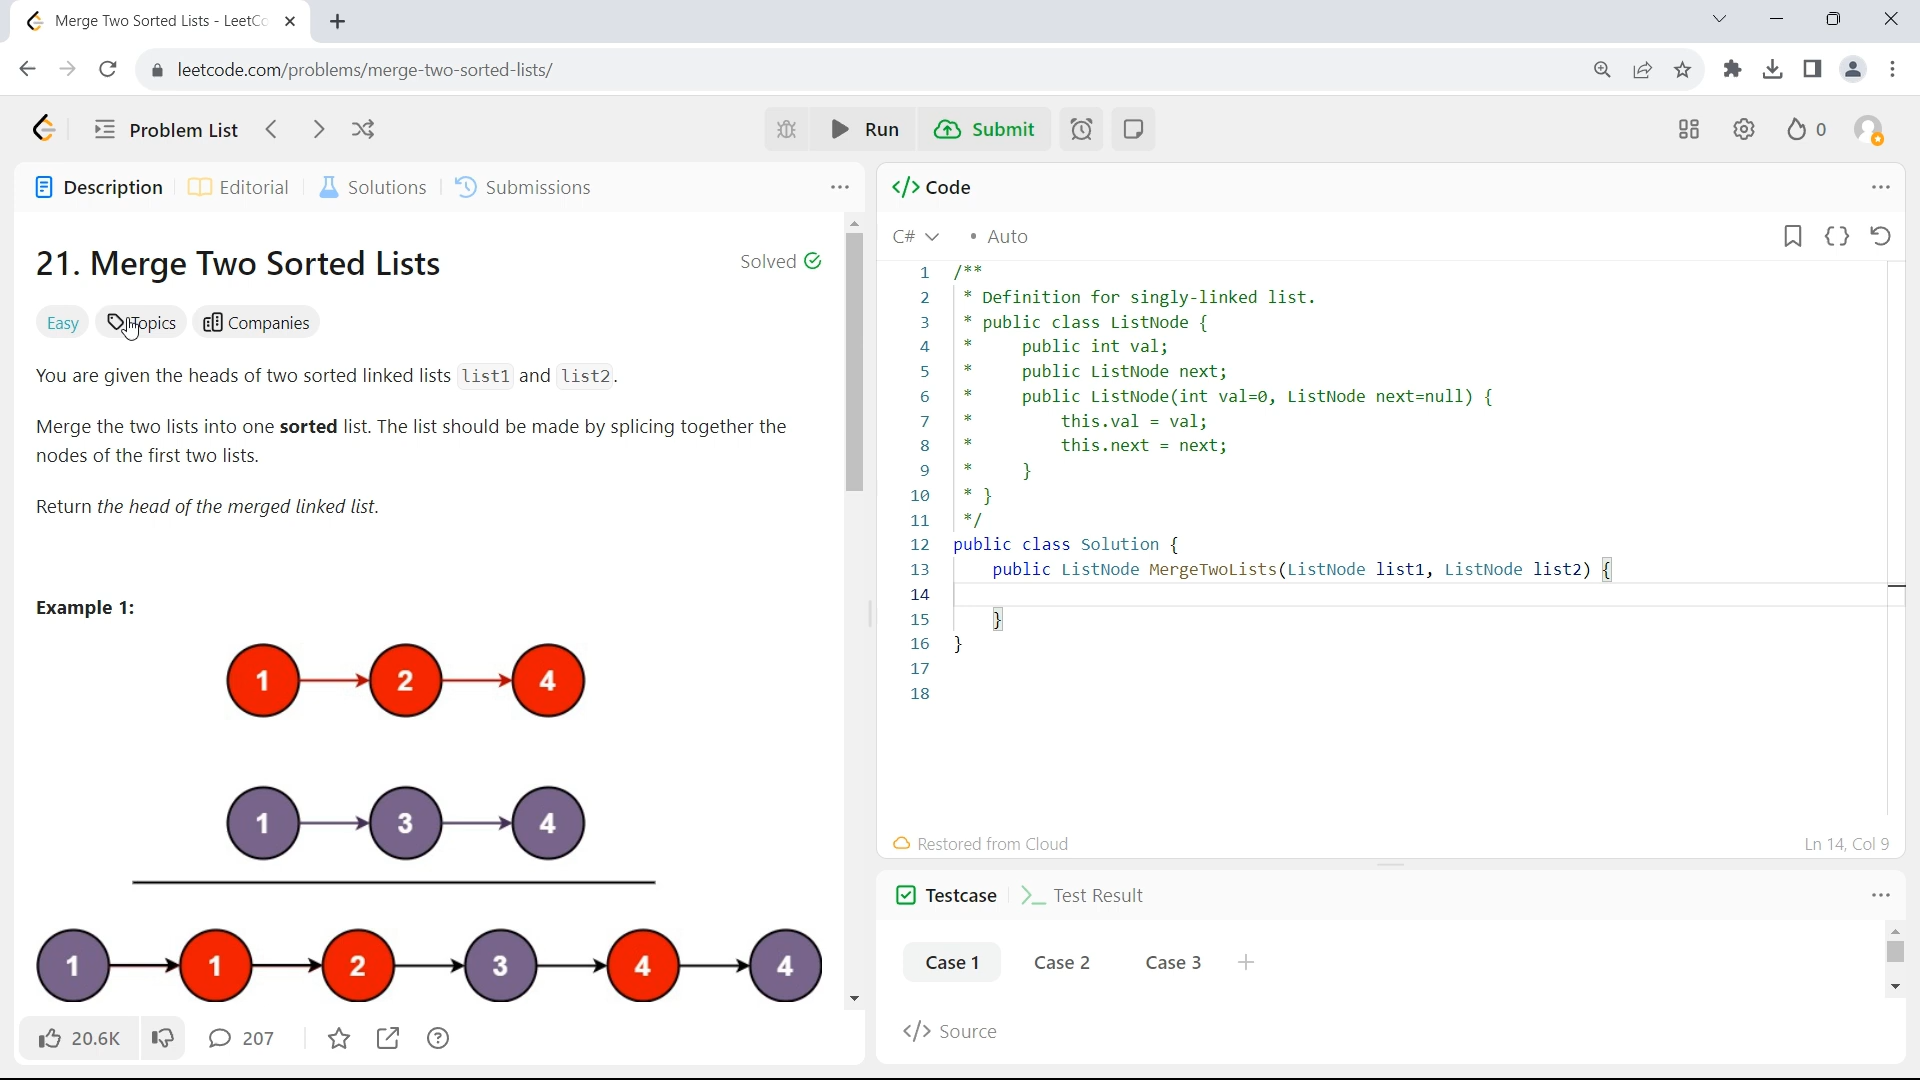 Merge Two Sorted Lists - LeetCo
leetcode.com/problems/merge-two-sorted-lists/
Problem List
Run
Submit
0
Description
Editorial
Solutions
Submissions
21. Merge Two Sorted Lists
Solved
Easy
Topics
Companies
You are given the heads of two sorted linked lists list1 and list2.
Merge the two lists into one sorted list. The list should be made by splicing together the
nodes of the first two lists.
Return the head of the merged linked list.
Example 1:
1 2 4
1 3 4
1 1 2 3 4 4
20.6K
207
</> Code
C# • Auto
1 /**
2 * Definition for singly-linked list.
3 * public class ListNode {
4 *     public int val;
5 *     public ListNode next;
6 *     public ListNode(int val=0, ListNode next=null) {
7 *         this.val = val;
8 *         this.next = next;
9 *     }
10 * }
11 */
12 public class Solution {
13     public ListNode MergeTwoLists(ListNode list1, ListNode list2) {
14
15     }
16 }
17
18
Restored from Cloud
Ln 14, Col 9
Testcase
Test Result
Case 1
Case 2
Case 3
+
</> Source